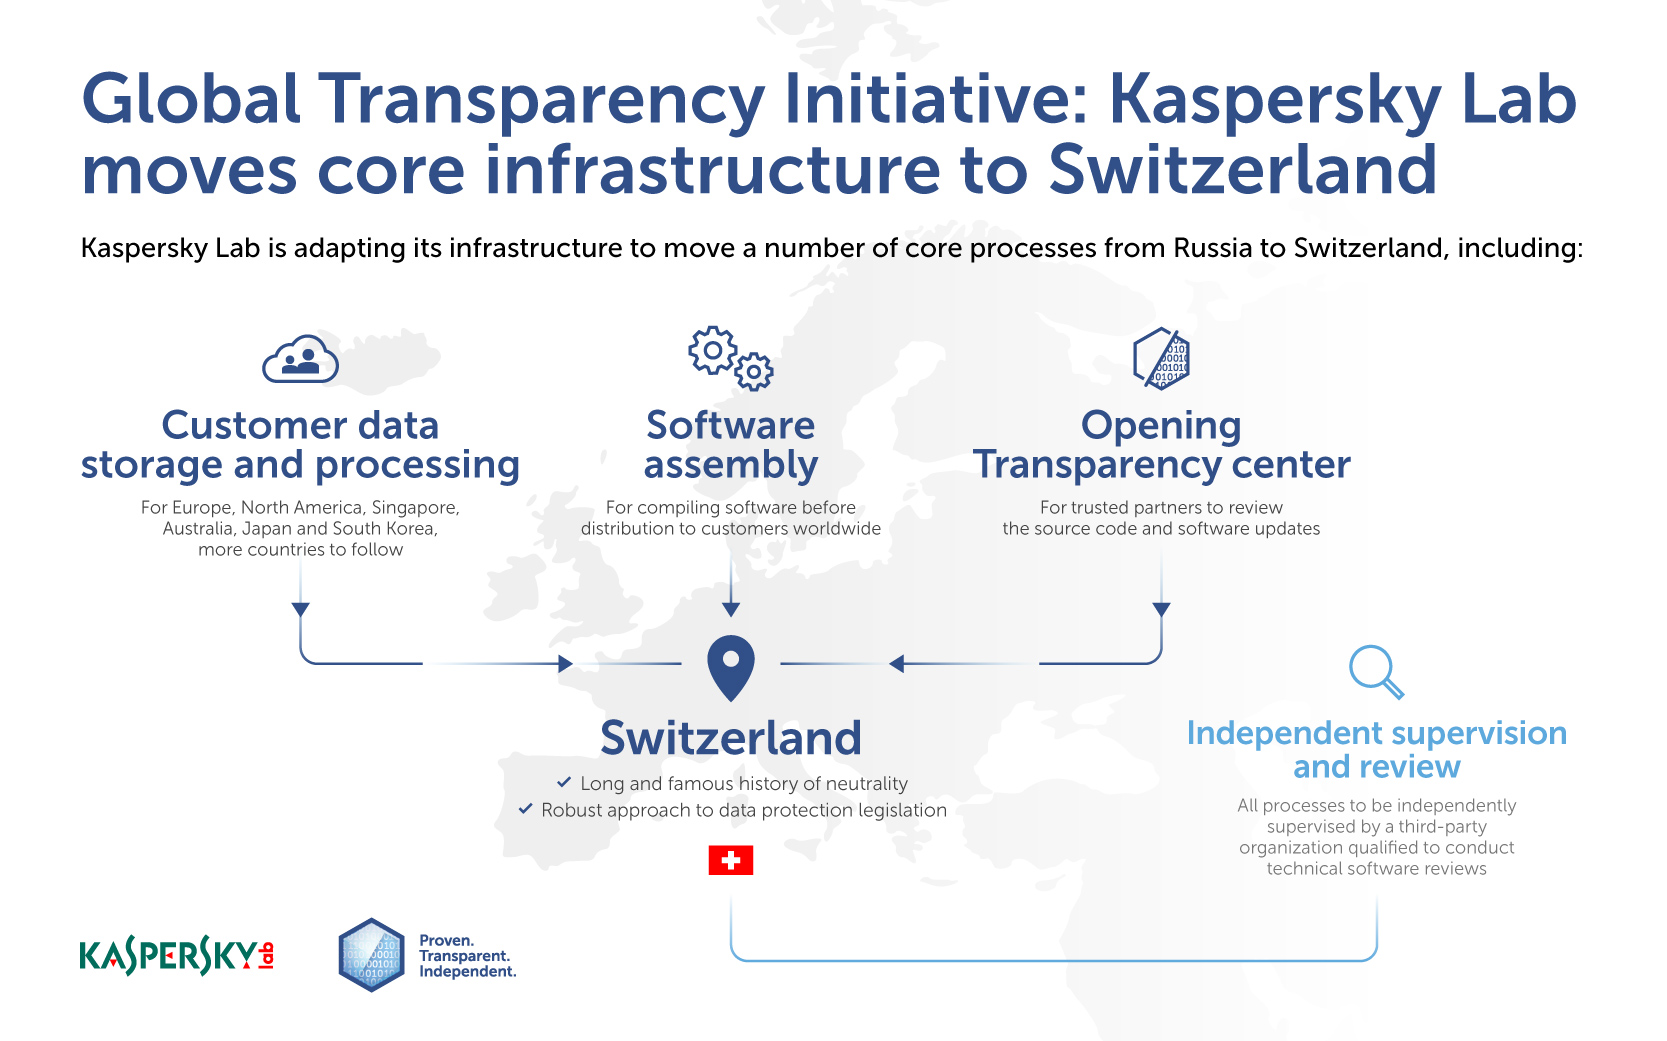 Global Transparency Initiative: Kaspersky Lab
moves core infrastructure to Switzerland
Kaspersky Lab is adapting its infrastructure to move a number of core processes from Russia to Switzerland, including:
Customer data
storage and processing
For Europe, North America, Singapore,
Australia, Japan and South Korea,
more countries to follow
Software
assembly
For compiling software before
distribution to customers worldwide
Opening
Transparency center
For trusted partners to review
the source code and software updates
Switzerland
Long and famous history of neutrality
Robust approach to data protection legislation
Independent supervision
and review
All processes to be independently
supervised by a third-party
organization qualified to conduct
technical software reviews
KASPERSKY lab
Proven.
Transparent.
Independent.